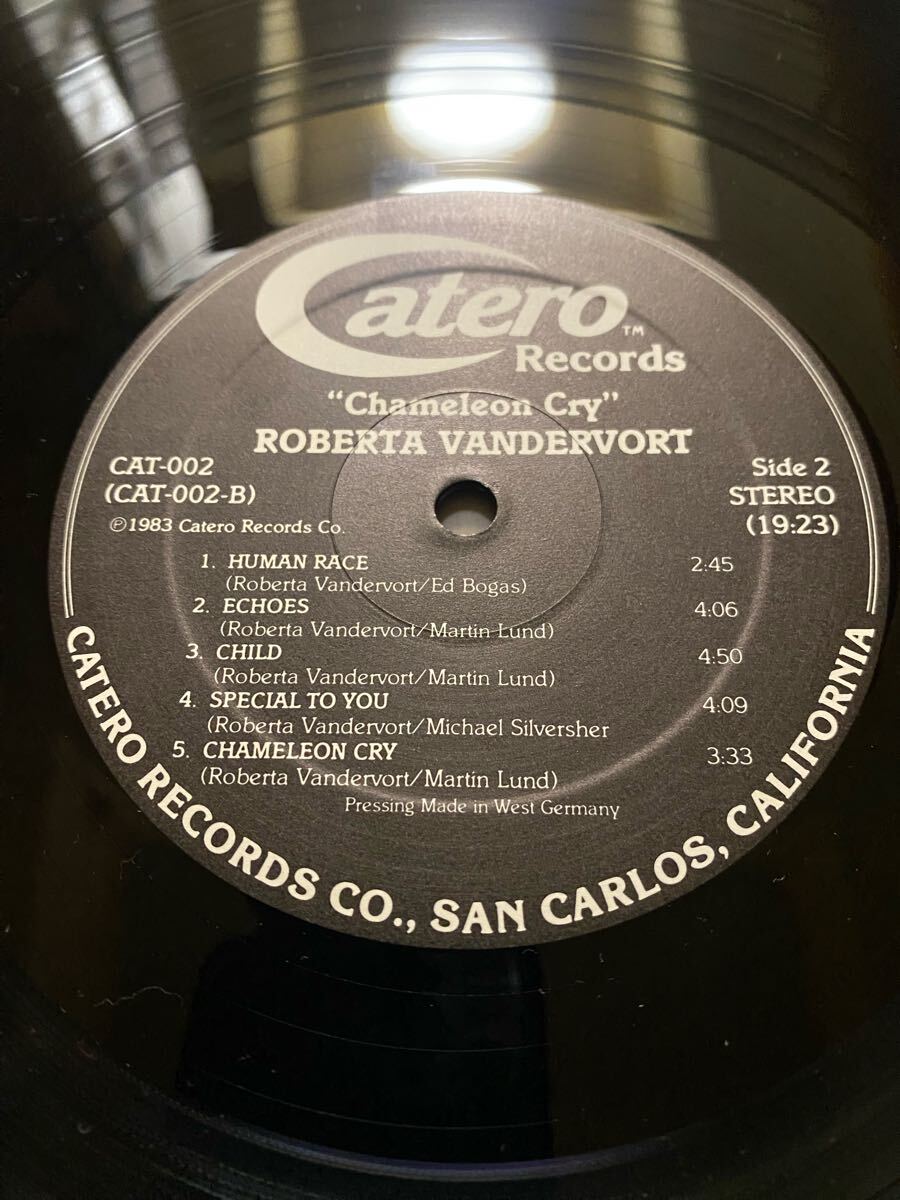 Catero™
Records
“Chameleon Cry”
ROBERTA VANDERVORT
CAT-002
(CAT-002-B)
℗1983 Catero Records Co.
Side 2
STEREO
(19:23)
1. HUMAN RACE 2:45
(Roberta Vandervort/Ed Bogas)
2. ECHOES 4:06
(Roberta Vandervort/Martin Lund)
3. CHILD 4:50
(Roberta Vandervort/Martin Lund)
4. SPECIAL TO YOU 4:09
(Roberta Vandervort/Michael Silversher
5. CHAMELEON CRY 3:33
(Roberta Vandervort/Martin Lund)
Pressing Made in West Germany
CATERO RECORDS CO., SAN CARLOS, CALIFORNIA